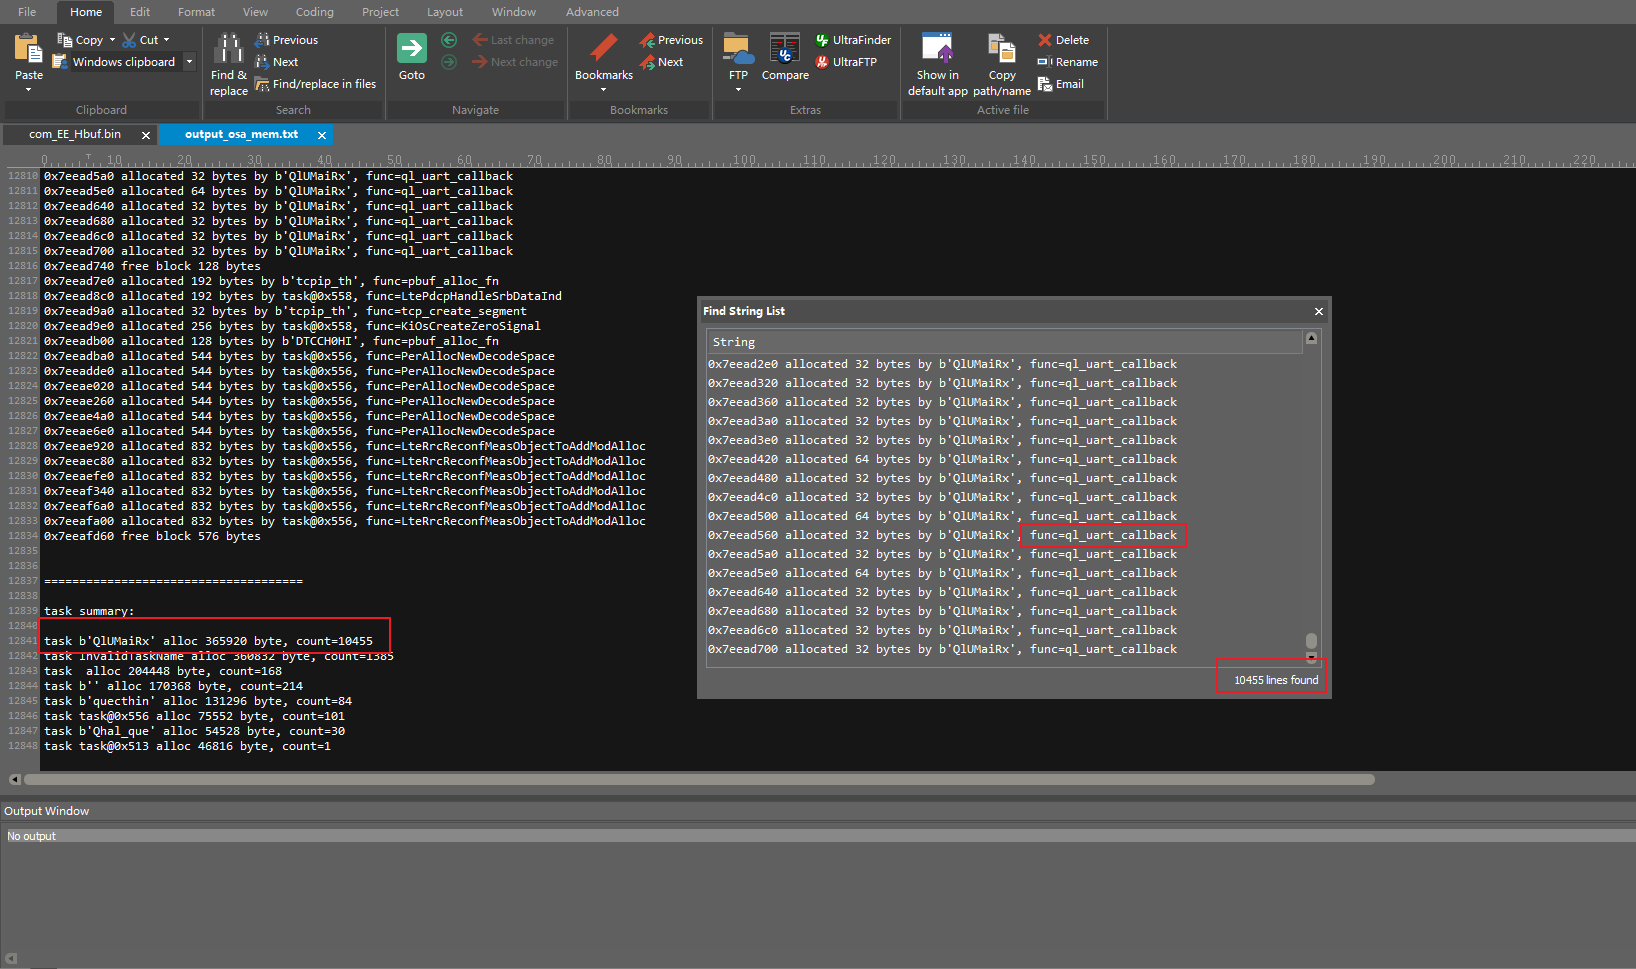 File Home Edit Format View Coding Project Layout Window Advanced
Paste
Copy
Cut
Windows clipboard
Clipboard
Find & replace
Previous
Next
Find/replace in files
Search
Goto
Last change
Next change
Navigate
Bookmarks
Previous
Next
Bookmarks
FTP
Compare
UltraFinder
UltraFTP
Extras
Show in default app
Copy path/name
Delete
Rename
Email
Active file
com_EE_Hbuf.bin
output_osa_mem.txt
0 10 20 30 40 50 60 70 80 90 100 110 120 130 140 150 160 170 180 190 200 210 220
12810 0x7eead5a0 allocated 32 bytes by b'QlUMaiRx', func=ql_uart_callback
12811 0x7eead5e0 allocated 64 bytes by b'QlUMaiRx', func=ql_uart_callback
12812 0x7eead640 allocated 32 bytes by b'QlUMaiRx', func=ql_uart_callback
12813 0x7eead680 allocated 32 bytes by b'QlUMaiRx', func=ql_uart_callback
12814 0x7eead6c0 allocated 32 bytes by b'QlUMaiRx', func=ql_uart_callback
12815 0x7eead700 allocated 32 bytes by b'QlUMaiRx', func=ql_uart_callback
12816 0x7eead740 free block 128 bytes
12817 0x7eead7e0 allocated 192 bytes by b'tcpip_th', func=pbuf_alloc_fn
12818 0x7eead8c0 allocated 192 bytes by task@0x558, func=LtePdcpHandleSrbDataInd
12819 0x7eead9a0 allocated 32 bytes by b'tcpip_th', func=tcp_create_segment
12820 0x7eead9e0 allocated 256 bytes by task@0x558, func=KiOsCreateZeroSignal
12821 0x7eeadb00 allocated 128 bytes by b'DTCCH0HI', func=pbuf_alloc_fn
12822 0x7eeadba0 allocated 544 bytes by task@0x556, func=PerAllocNewDecodeSpace
12823 0x7eeadde0 allocated 544 bytes by task@0x556, func=PerAllocNewDecodeSpace
12824 0x7eeae020 allocated 544 bytes by task@0x556, func=PerAllocNewDecodeSpace
12825 0x7eeae260 allocated 544 bytes by task@0x556, func=PerAllocNewDecodeSpace
12826 0x7eeae4a0 allocated 544 bytes by task@0x556, func=PerAllocNewDecodeSpace
12827 0x7eeae6e0 allocated 544 bytes by task@0x556, func=PerAllocNewDecodeSpace
12828 0x7eeae920 allocated 832 bytes by task@0x556, func=LteRrcReconfMeasObjectToAddModAlloc
12829 0x7eeaec80 allocated 832 bytes by task@0x556, func=LteRrcReconfMeasObjectToAddModAlloc
12830 0x7eeaefe0 allocated 832 bytes by task@0x556, func=LteRrcReconfMeasObjectToAddModAlloc
12831 0x7eeaf340 allocated 832 bytes by task@0x556, func=LteRrcReconfMeasObjectToAddModAlloc
12832 0x7eeaf6a0 allocated 832 bytes by task@0x556, func=LteRrcReconfMeasObjectToAddModAlloc
12833 0x7eeafa00 allocated 832 bytes by task@0x556, func=LteRrcReconfMeasObjectToAddModAlloc
12834 0x7eeafd60 free block 576 bytes
12835
12836
12837 =====================================
12838
12839 task summary:
12840
12841 task b'QlUMaiRx' alloc 365920 byte, count=10455
12842 task InvalidTaskName alloc 360832 byte, count=1385
12843 task  alloc 204448 byte, count=168
12844 task b'' alloc 170368 byte, count=214
12845 task b'quecthin' alloc 131296 byte, count=84
12846 task task@0x556 alloc 75552 byte, count=101
12847 task b'Qhal_que' alloc 54528 byte, count=30
12848 task task@0x513 alloc 46816 byte, count=1
Find String List
String
0x7eead2e0 allocated 32 bytes by b'QlUMaiRx', func=ql_uart_callback
0x7eead320 allocated 32 bytes by b'QlUMaiRx', func=ql_uart_callback
0x7eead360 allocated 32 bytes by b'QlUMaiRx', func=ql_uart_callback
0x7eead3a0 allocated 32 bytes by b'QlUMaiRx', func=ql_uart_callback
0x7eead3e0 allocated 32 bytes by b'QlUMaiRx', func=ql_uart_callback
0x7eead420 allocated 64 bytes by b'QlUMaiRx', func=ql_uart_callback
0x7eead480 allocated 32 bytes by b'QlUMaiRx', func=ql_uart_callback
0x7eead4c0 allocated 32 bytes by b'QlUMaiRx', func=ql_uart_callback
0x7eead500 allocated 64 bytes by b'QlUMaiRx', func=ql_uart_callback
0x7eead560 allocated 32 bytes by b'QlUMaiRx', func=ql_uart_callback
0x7eead5a0 allocated 32 bytes by b'QlUMaiRx', func=ql_uart_callback
0x7eead5e0 allocated 64 bytes by b'QlUMaiRx', func=ql_uart_callback
0x7eead640 allocated 32 bytes by b'QlUMaiRx', func=ql_uart_callback
0x7eead680 allocated 32 bytes by b'QlUMaiRx', func=ql_uart_callback
0x7eead6c0 allocated 32 bytes by b'QlUMaiRx', func=ql_uart_callback
0x7eead700 allocated 32 bytes by b'QlUMaiRx', func=ql_uart_callback
10455 lines found
Output Window
No output